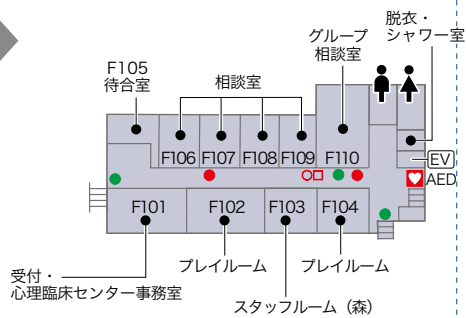 脱衣・
シャワー室
グループ
相談室
F105
待合室
相談室
F106
F107
F108
F109
F110
EV
AED
F101
F102
F103
F104
受付・
心理臨床センター事務室
プレイルーム
スタッフルーム（森）
プレイルーム